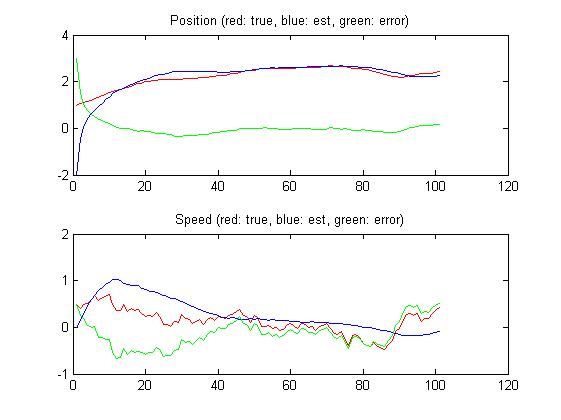 Position (red: true, blue: est, green: error)
4
2
0
-2
0 20 40 60 80 100 120
Speed (red: true, blue: est, green: error)
2
1
0
-1
0 20 40 60 80 100 120